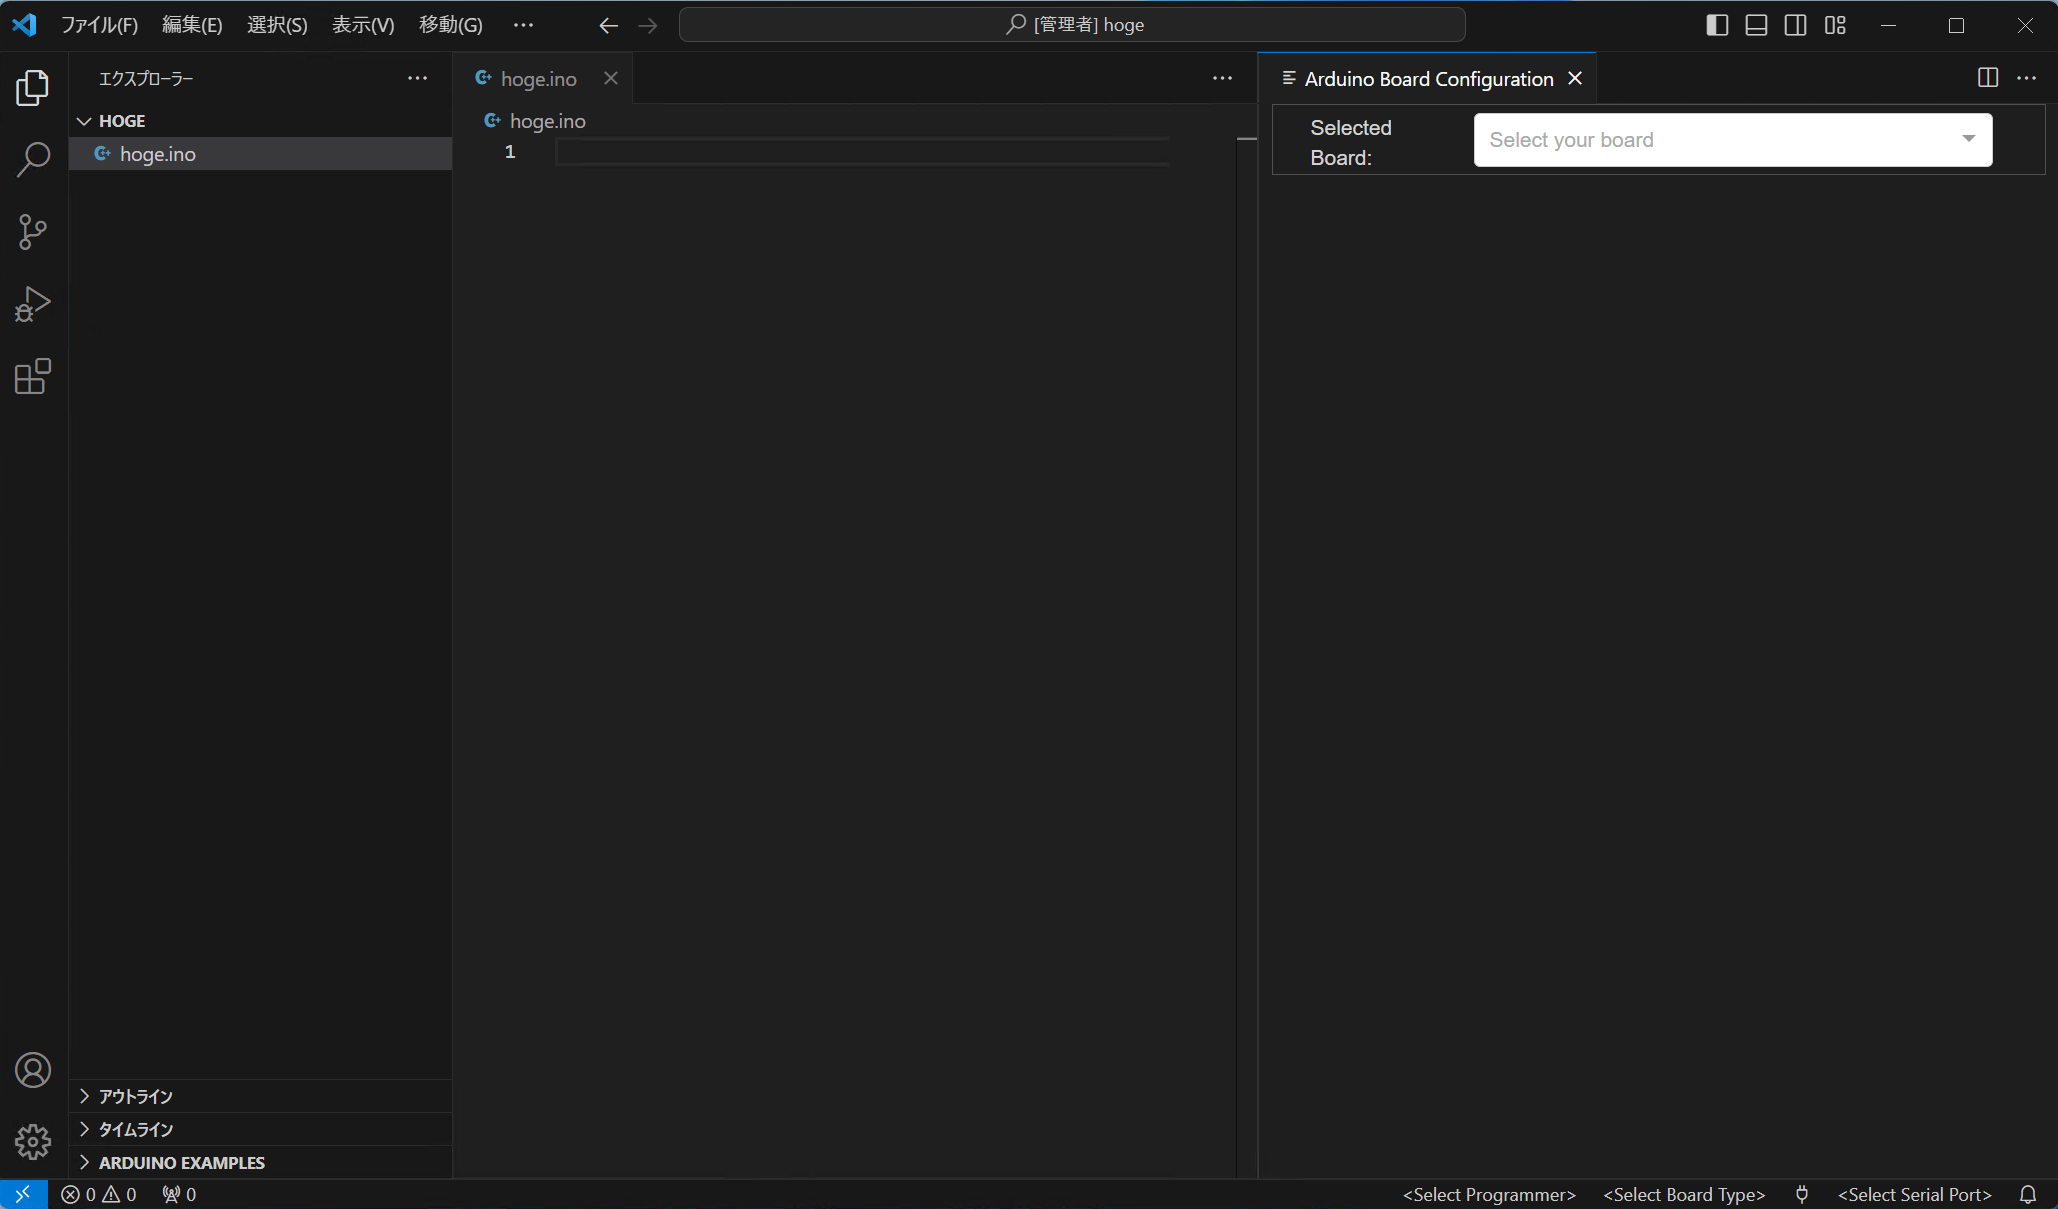 ファイル(F) 編集(E) 選択(S) 表示(V) 移動(G) ···
[管理者] hoge
エクスプローラー
HOGE
hoge.ino
アウトライン
タイムライン
ARDUINO EXAMPLES
hoge.ino
hoge.ino
1
Arduino Board Configuration
Selected
Board:
Select your board
0 0 0
<Select Programmer> <Select Board Type> <Select Serial Port>